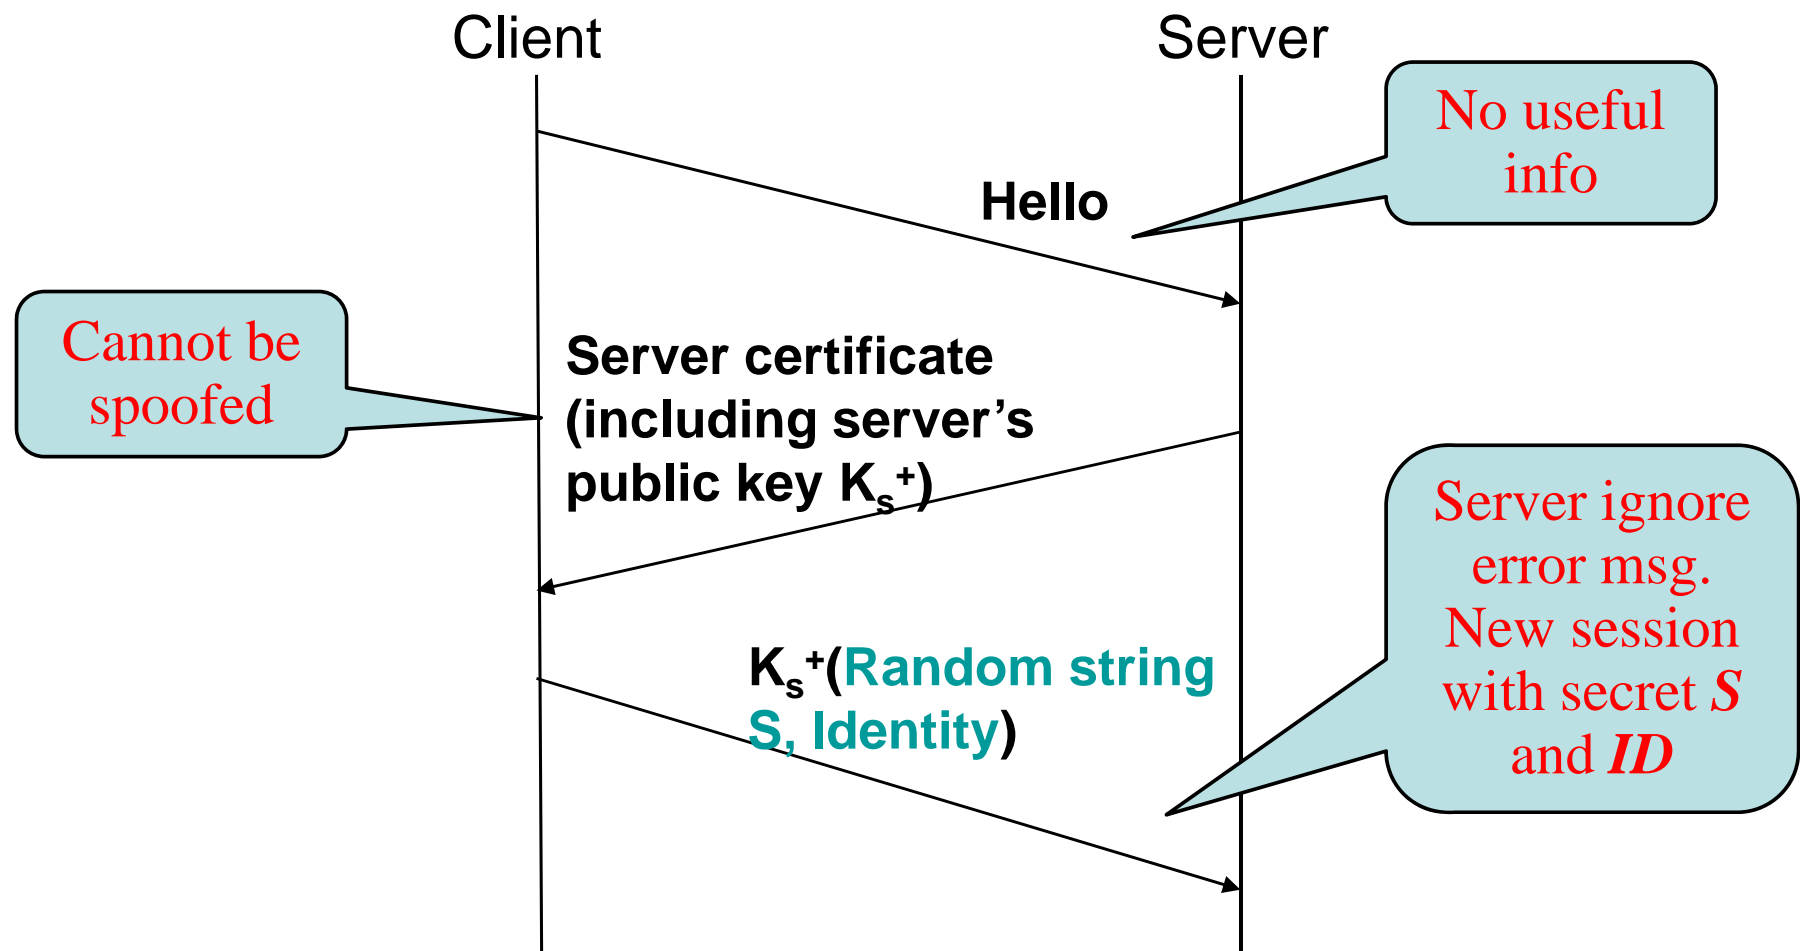 Client
Server
No useful
info
Hello
Cannot be
spoofed
Server certificate
(including server’s
public key Kₛ⁺)
Server ignore
error msg.
New session
with secret S
and ID
Kₛ⁺(Random string
S, Identity)